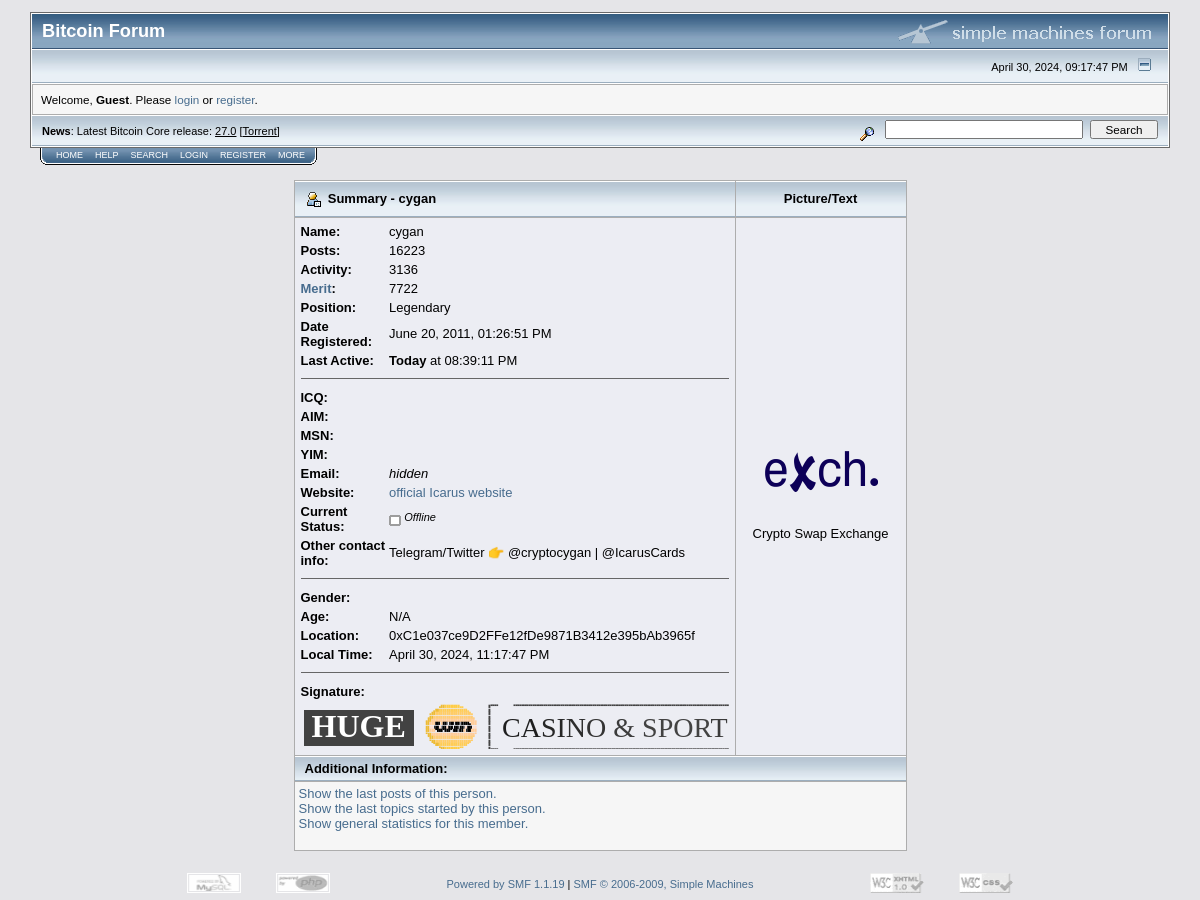 Bitcoin Forum
simple machines forum
April 30, 2024, 09:17:47 PM
Welcome, Guest. Please login or register.
News: Latest Bitcoin Core release: 27.0 [Torrent]
Search
HOME HELP SEARCH LOGIN REGISTER MORE
Summary - cygan
Picture/Text
Name: cygan
Posts: 16223
Activity: 3136
Merit: 7722
Position: Legendary
Date Registered: June 20, 2011, 01:26:51 PM
Last Active: Today at 08:39:11 PM
ICQ:
AIM:
MSN:
YIM:
Email: hidden
Website: official Icarus website
Current Status: Offline
Other contact info: Telegram/Twitter 👉 @cryptocygan | @IcarusCards
exch.
Crypto Swap Exchange
Gender:
Age: N/A
Location: 0xC1e037ce9D2FFe12fDe9871B3412e395bAb3965f
Local Time: April 30, 2024, 11:17:47 PM
Signature:
HUGE WIN CASINO & SPORT
Additional Information:
Show the last posts of this person.
Show the last topics started by this person.
Show general statistics for this member.
MySQL
powered by php
Powered by SMF 1.1.19 | SMF © 2006-2009, Simple Machines
W3C XHTML 1.0
W3C css